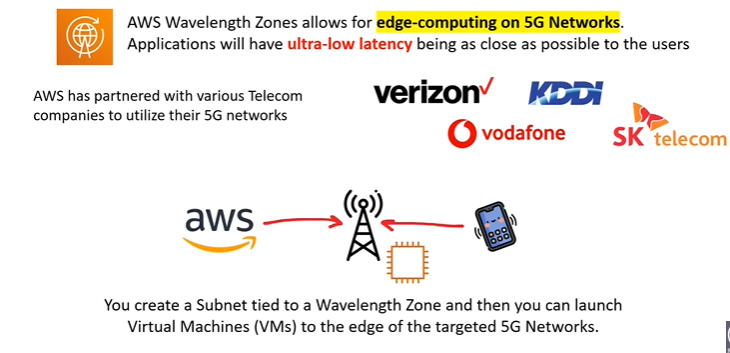 AWS Wavelength Zones allows for edge-computing on 5G Networks.
Applications will have ultra-low latency being as close as possible to the users
AWS has partnered with various Telecom
companies to utilize their 5G networks
verizon
KDDI
vodafone
SK telecom
aws
You create a Subnet tied to a Wavelength Zone and then you can launch
Virtual Machines (VMs) to the edge of the targeted 5G Networks.